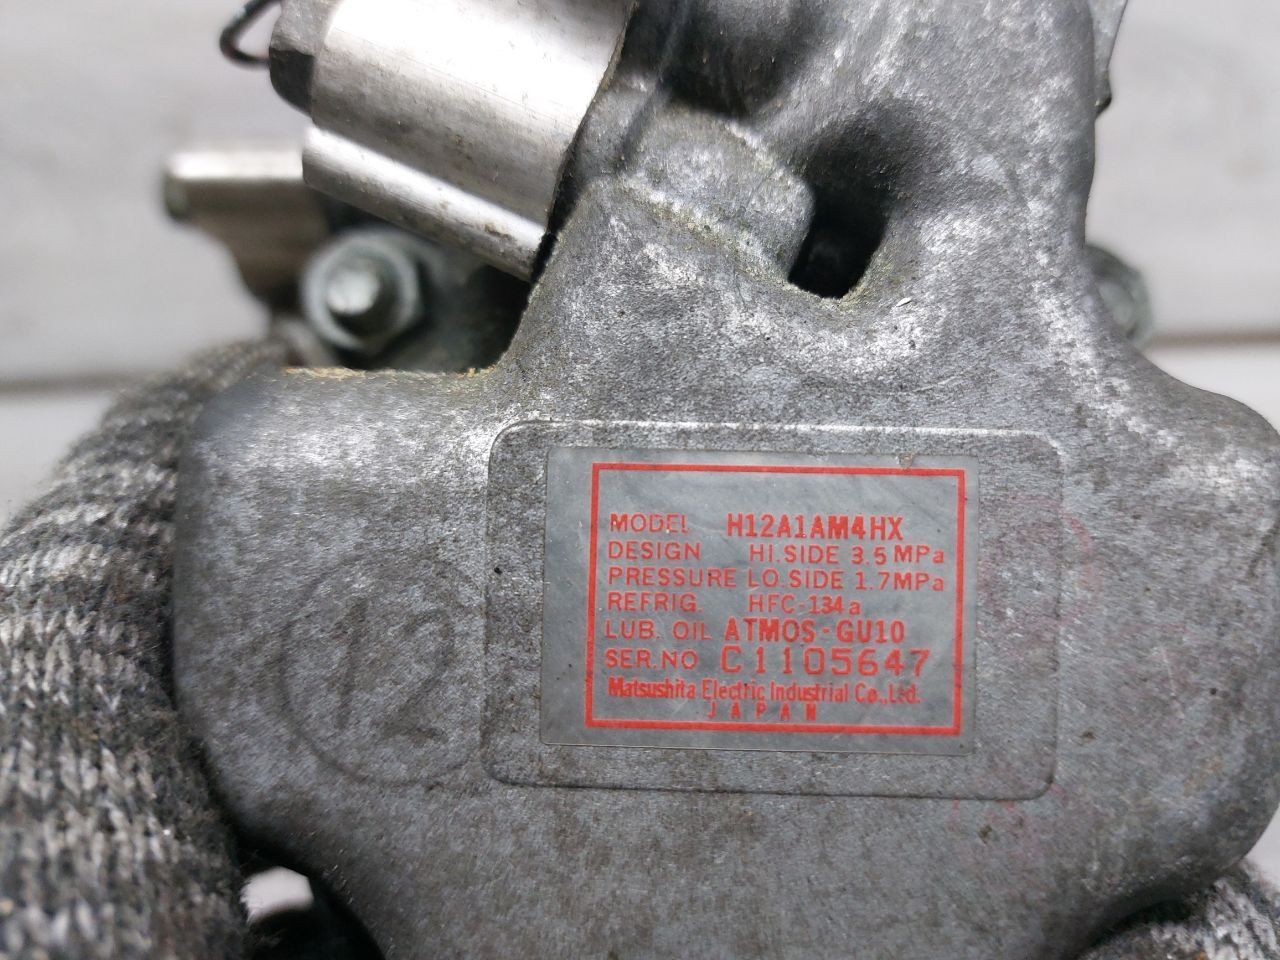 MODEL H12A1AM4HX
DESIGN HI.SIDE 3.5 MPa
PRESSURE LO.SIDE 1.7MPa
REFRIG. HFC-134a
LUB. OIL ATMOS-GU10
SER.NO C1105647
Matsushita Electric Industrial Co.,Ltd.
JAPAN
12